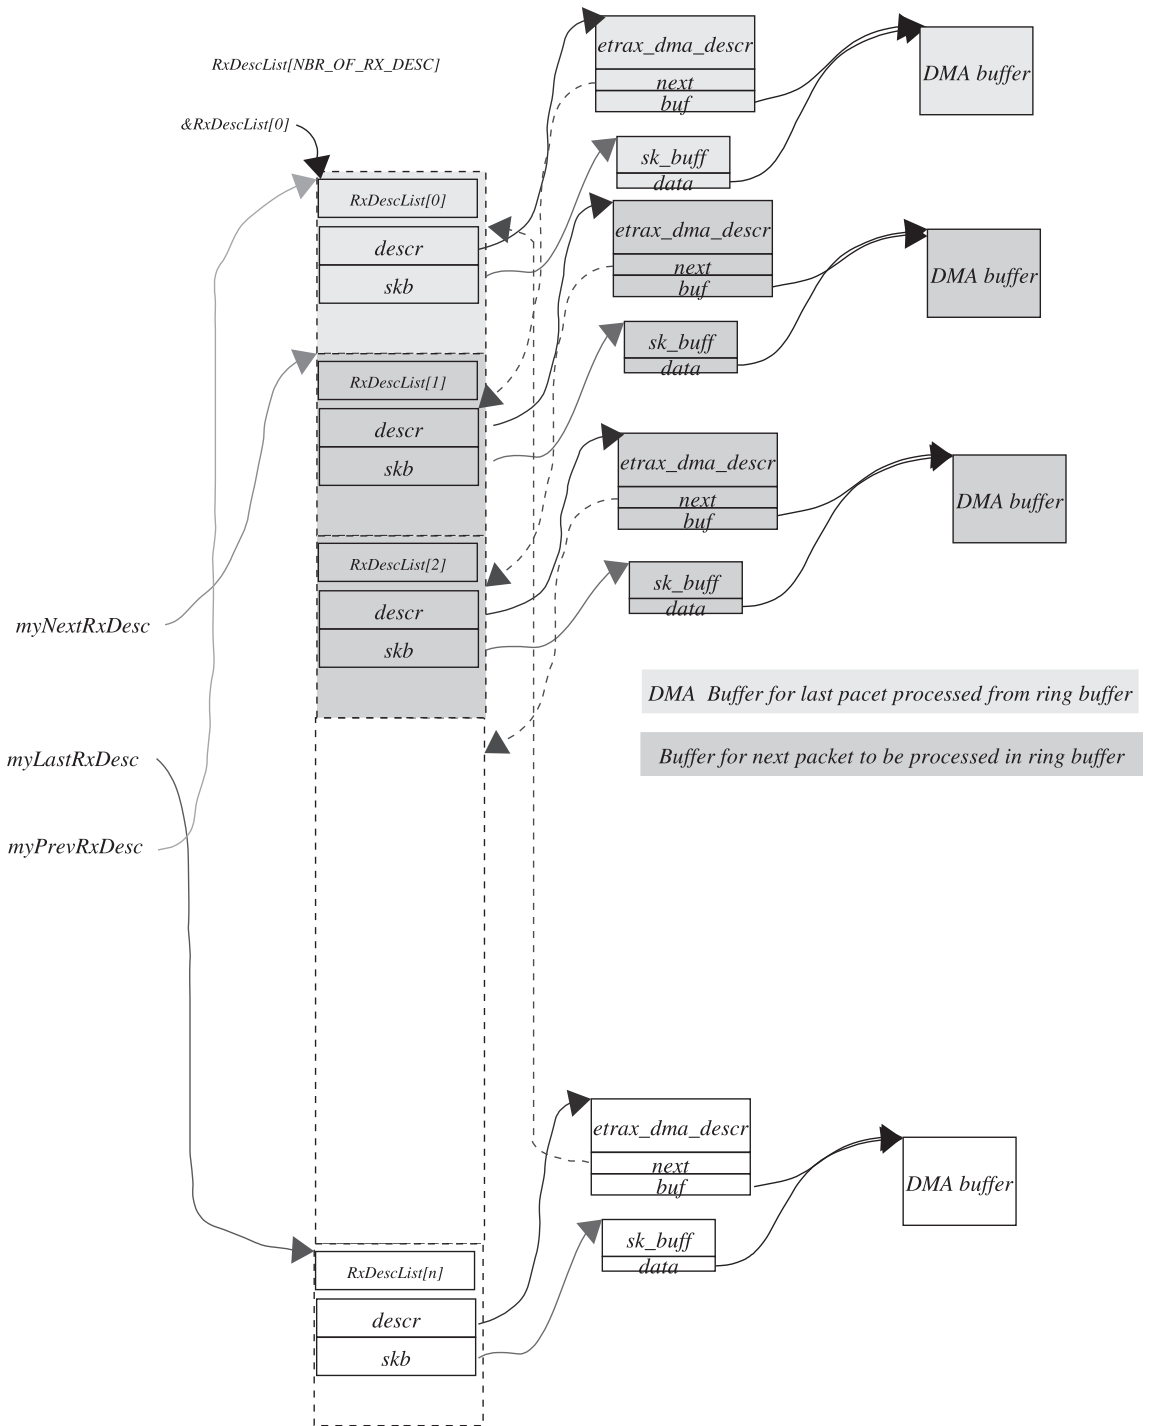 etrax_dma_descr
next
buf
DMA buffer
RxDescList[NBR_OF_RX_DESC]
&RxDescList[0]
sk_buff
data
RxDescList[0]
descr
skb
etrax_dma_descr
next
buf
DMA buffer
sk_buff
data
RxDescList[1]
descr
skb
etrax_dma_descr
next
buf
DMA buffer
RxDescList[2]
descr
skb
sk_buff
data
myNextRxDesc
DMA  Buffer for last pacet processed from ring buffer
Buffer for next packet to be processed in ring buffer
myLastRxDesc
myPrevRxDesc
etrax_dma_descr
next
buf
DMA buffer
sk_buff
data
RxDescList[n]
descr
skb